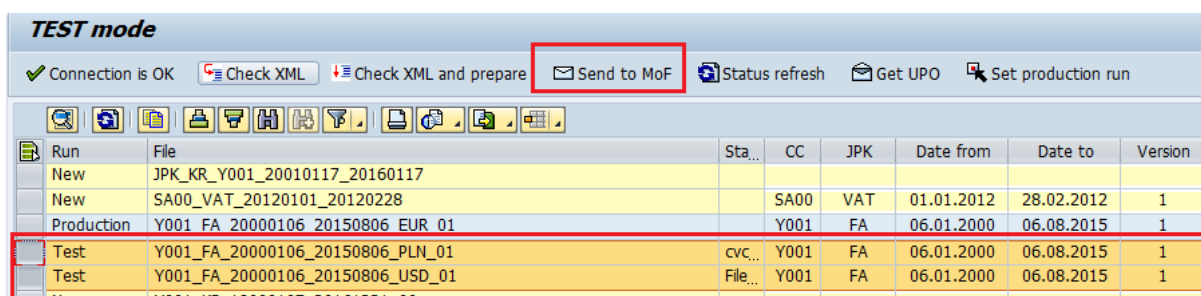 TEST mode
Connection is OK Check XML Check XML and prepare Send to MoF Status refresh Get UPO Set production run
Run File Sta... CC JPK Date from Date to Version
New JPK_KR_Y001_20010117_20160117
New SA00_VAT_20120101_20120228 SA00 VAT 01.01.2012 28.02.2012 1
Production Y001_FA_20000106_20150806_EUR_01 Y001 FA 06.01.2000 06.08.2015 1
Test Y001_FA_20000106_20150806_PLN_01 cvc... Y001 FA 06.01.2000 06.08.2015 1
Test Y001_FA_20000106_20150806_USD_01 File... Y001 FA 06.01.2000 06.08.2015 1